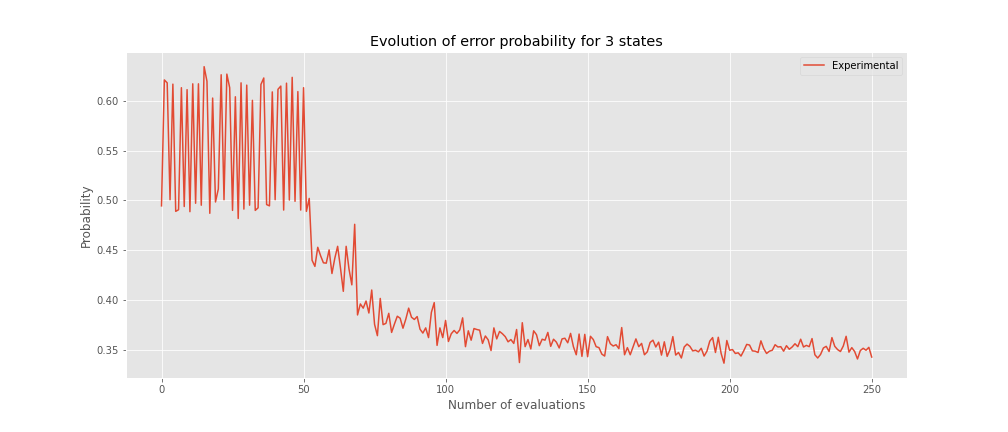 Evolution of error probability for 3 states
Experimental
Probability
0.60
0.55
0.50
0.45
0.40
0.35
0 50 100 150 200 250
Number of evaluations